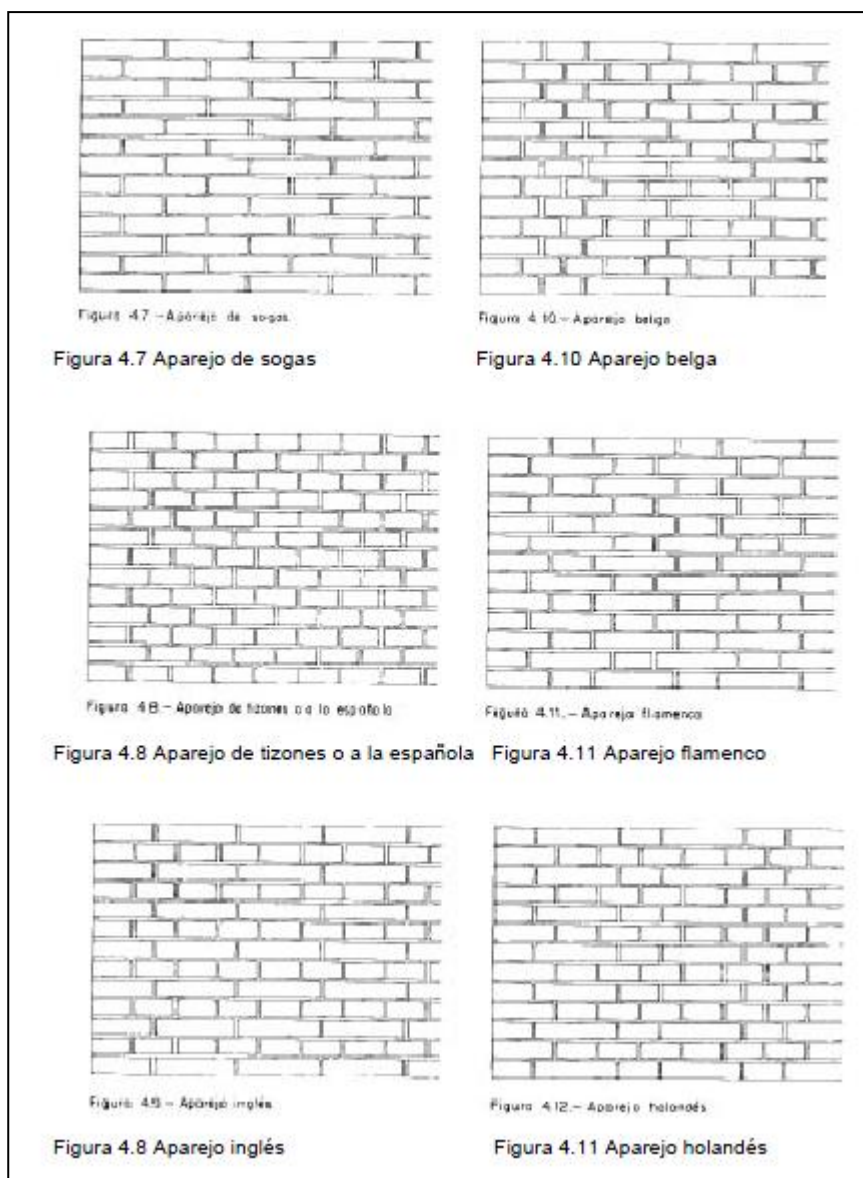 Figura 4.7 - Aparejo de sogas.
Figura 4.10.- Aparejo belga
Figura 4.7 Aparejo de sogas
Figura 4.10 Aparejo belga
Figura 4.8.- Aparejo de tizones o a la española
Figura 4.11.- Aparejo flamenco
Figura 4.8 Aparejo de tizones o a la española
Figura 4.11 Aparejo flamenco
Figura 4.9.- Aparejo inglés
Figura 4.12.- Aparejo holandés
Figura 4.8 Aparejo inglés
Figura 4.11 Aparejo holandés